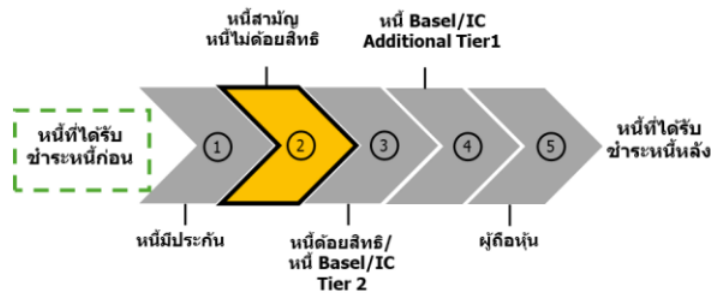 หนี้สามัญ
หนี้ไม่ด้อยสิทธิ
หนี้ Basel/IC
Additional Tier1
หนี้ที่ได้รับ
ชำระหนี้ก่อน
1
2
3
4
5
หนี้ที่ได้รับ
ชำระหนี้หลัง
หนี้มีประกัน
หนี้ด้อยสิทธิ/
หนี้ Basel/IC
Tier 2
ผู้ถือหุ้น